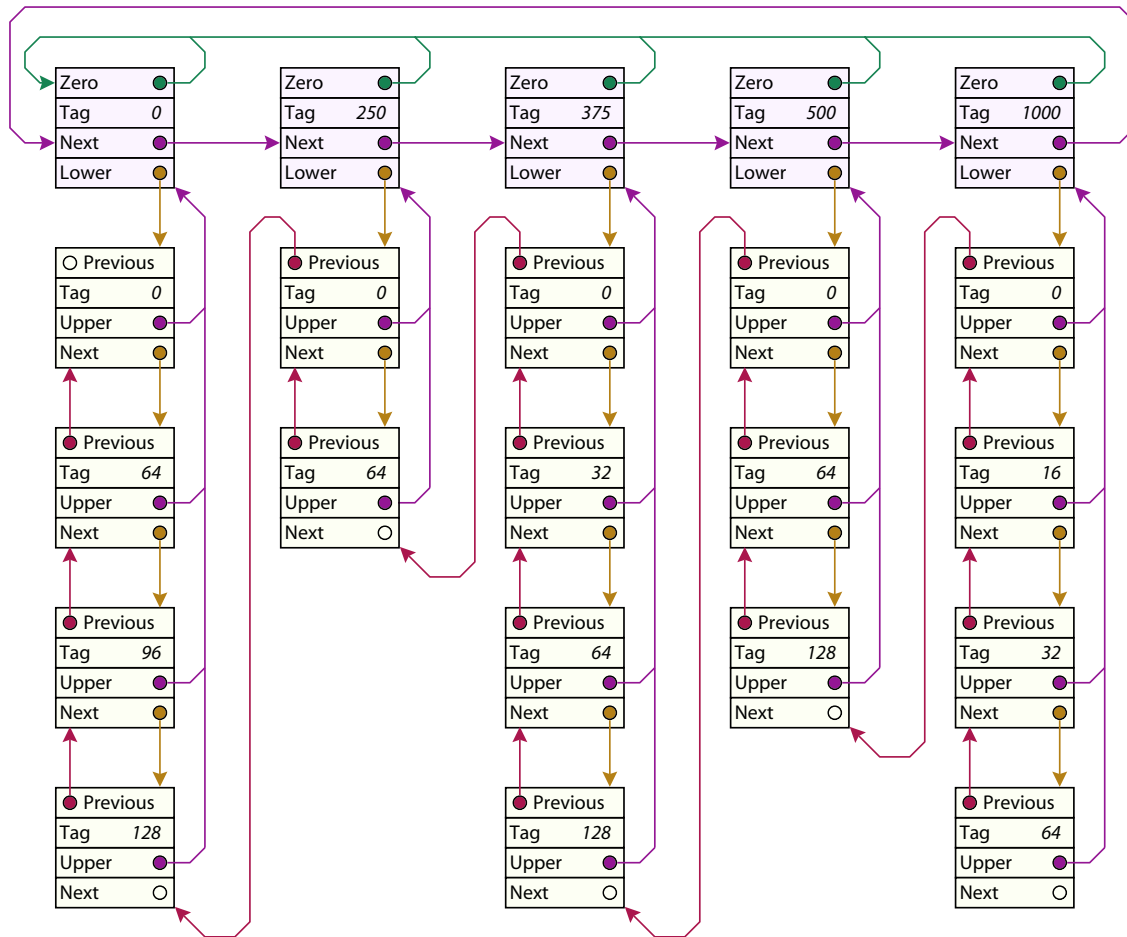 Zero
Tag 0
Next
Lower
Previous
Tag 0
Upper
Next
Previous
Tag 64
Upper
Next
Previous
Tag 96
Upper
Next
Previous
Tag 128
Upper
Next
Zero
Tag 250
Next
Lower
Previous
Tag 0
Upper
Next
Previous
Tag 64
Upper
Next
Zero
Tag 375
Next
Lower
Previous
Tag 0
Upper
Next
Previous
Tag 32
Upper
Next
Previous
Tag 64
Upper
Next
Previous
Tag 128
Upper
Next
Zero
Tag 500
Next
Lower
Previous
Tag 0
Upper
Next
Previous
Tag 64
Upper
Next
Previous
Tag 128
Upper
Next
Zero
Tag 1000
Next
Lower
Previous
Tag 0
Upper
Next
Previous
Tag 16
Upper
Next
Previous
Tag 32
Upper
Next
Previous
Tag 64
Upper
Next